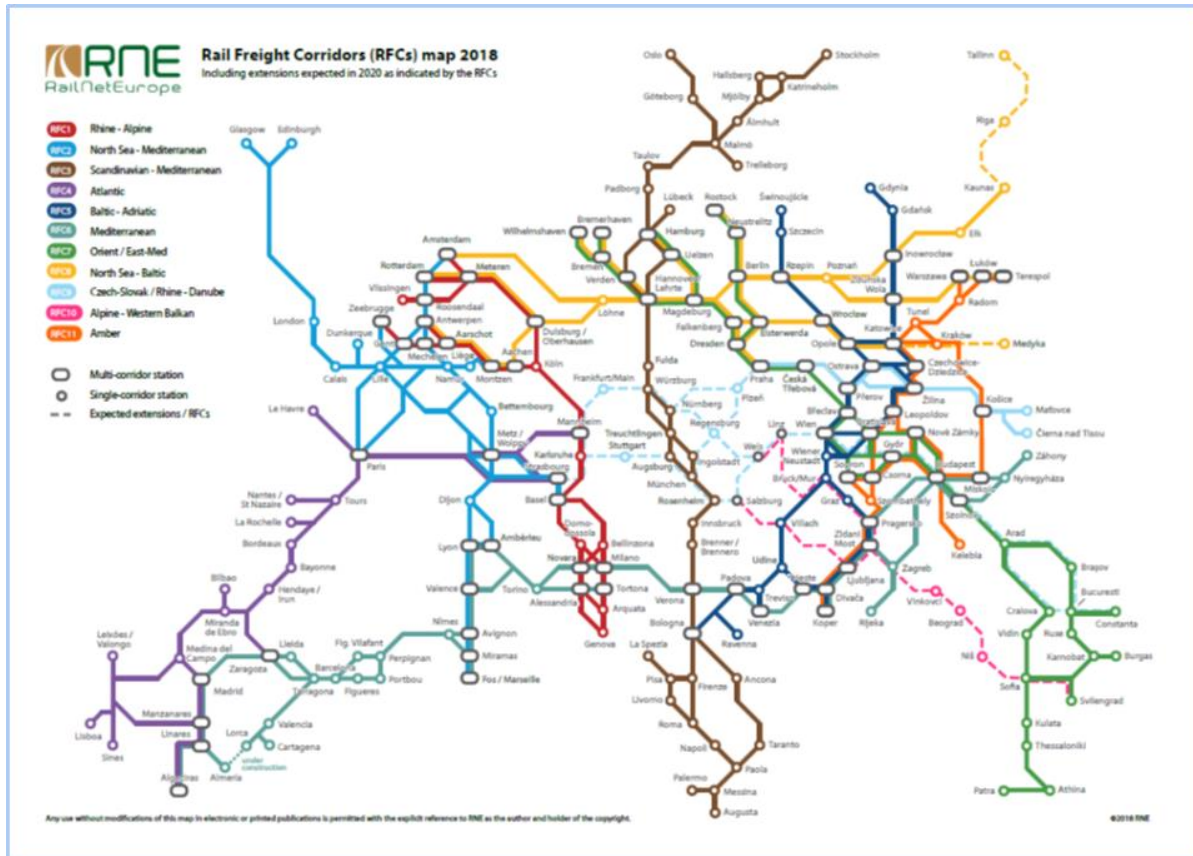 RNE
RailNetEurope
Rail Freight Corridors (RFCs) map 2018
Including extensions expected in 2020 as indicated by the RFCs
RFC1 Rhine - Alpine
RFC2 North Sea - Mediterranean
RFC3 Scandinavian - Mediterranean
RFC4 Atlantic
RFC5 Baltic - Adriatic
RFC6 Mediterranean
RFC7 Orient / East-Med
RFC8 North Sea - Baltic
RFC9 Czech-Slovak / Rhine - Danube
RFC10 Alpine - Western Balkan
RFC11 Amber
Multi-corridor station
Single-corridor station
Expected extensions / RFCs
Oslo
Stockholm
Hallsberg
Katrineholm
Göteborg
Mjölby
Älmhult
Malmö
Trelleborg
Taulov
Padborg
Tallinn
Riga
Kaunas
Glasgow
Edinburgh
London
Lübeck
Rostock
Świnoujście
Gdynia
Gdańsk
Bremerhaven
Wilhelmshaven
Hamburg
Neustrelitz
Szczecin
Ełk
Uelzen
Inowrocław
Bremen
Verden
Hannover
Lehrte
Berlin
Rzepin
Poznań
Zduńska
Wola
Warszawa
Łuków
Terespol
Amsterdam
Rotterdam
Meteren
Vlissingen
Roosendaal
Zeebrugge
Antwerpen
Dunkerque
Gent
Aarschot
Mechelen
Liège
Aachen
Montzen
Duisburg /
Oberhausen
Löhne
Magdeburg
Falkenberg
Elsterwerda
Dresden
Wrocław
Opole
Katowice
Radom
Tunel
Kraków
Medyka
Calais
Lille
Namur
Köln
Fulda
Würzburg
Frankfurt/Main
Nürnberg
Plzeň
Praha
Česká
Třebová
Ostrava
Czechowice-
Dziedzice
Přerov
Žilina
Břeclav
Leopoldov
Košice
Maťovce
Čierna nad Tisou
Le Havre
Bettembourg
Metz /
Woippy
Mannheim
Karlsruhe
Strasbourg
Stuttgart
Treuchtlingen
Regensburg
Augsburg
Ingolstadt
München
Rosenheim
Salzburg
Wels
Linz
Wien
Bratislava
Nové Zámky
Wiener
Neustadt
Sopron
Győr
Csorna
Budapest
Miskolc
Záhony
Nyíregyháza
Szombathely
Szolnok
Paris
Tours
Nantes /
St Nazaire
La Rochelle
Bordeaux
Bayonne
Hendaye /
Irun
Bilbao
Miranda
de Ebro
Dijon
Basel
Ambérieu
Lyon
Valence
Torino
Domo-
dossola
Bellinzona
Novara
Milano
Alessandria
Tortona
Arquata
Genova
Innsbruck
Brenner /
Brennero
Verona
Bruck/Mur
Graz
Villach
Udine
Pragersko
Zidani
Most
Ljubljana
Zagreb
Kelebia
Arad
Brașov
Bucuresti
Constanta
Padova
Treviso
Trieste
Venezia
Divača
Koper
Rijeka
Vinkovci
Beograd
Niš
Craiova
Vidin
Ruse
Karnobat
Burgas
Sofia
Svilengrad
Kulata
Thessaloniki
Patra
Athina
Bologna
Ravenna
La Spezia
Pisa
Livorno
Firenze
Ancona
Roma
Napoli
Taranto
Paola
Palermo
Messina
Augusta
Nîmes
Avignon
Miramas
Fos / Marseille
Leixões /
Valongo
Medina del
Campo
Zaragoza
Lleida
Fig. Vilafant
Perpignan
Barcelona
Tarragona
Figueres
Portbou
Madrid
Manzanares
Linares
Lorca
Valencia
Cartagena
under
construction
Lisboa
Sines
Algeciras
Almeria
Any use without modifications of this map in electronic or printed publications is permitted with the explicit reference to RNE as the author and holder of the copyright.
©2018 RNE